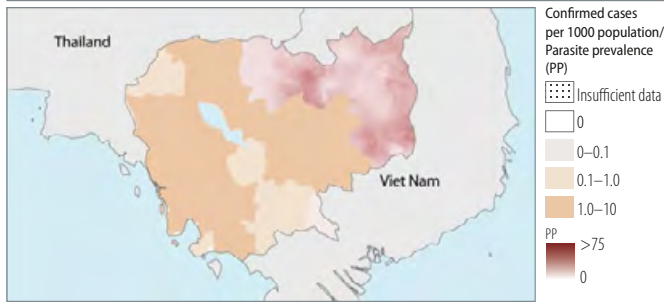 Thailand
Viet Nam
Confirmed cases
per 1000 population/
Parasite prevalence
(PP)
Insufficient data
0
0–0.1
0.1–1.0
1.0–10
PP
>75
0